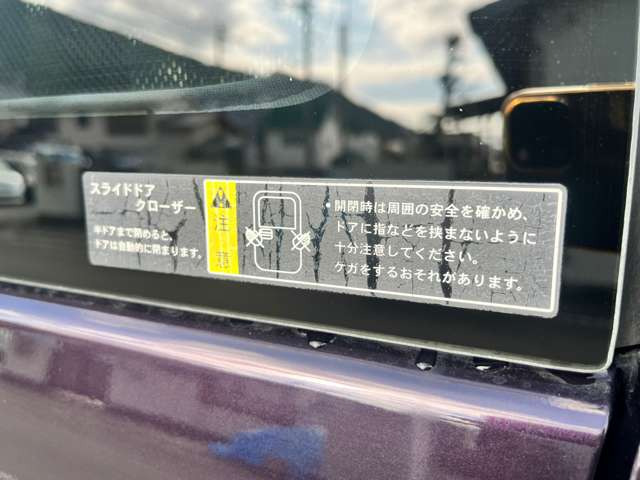 スライドドア
クローザー
半ドアまで閉めると、
ドアは自動的に閉まります。
注意
・開閉時は周囲の安全を確かめ、
ドアに指などを挟まないように
十分注意してください。
ケガをするおそれがあります。